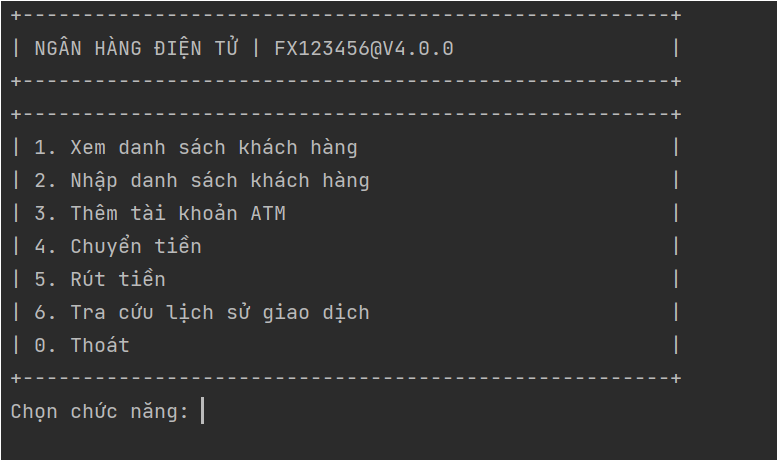 +------------------------------------------------------+
| NGÂN HÀNG ĐIỆN TỬ | FX123456@V4.0.0                  |
+------------------------------------------------------+
+------------------------------------------------------+
| 1. Xem danh sách khách hàng                          |
| 2. Nhập danh sách khách hàng                         |
| 3. Thêm tài khoản ATM                                |
| 4. Chuyển tiền                                       |
| 5. Rút tiền                                          |
| 6. Tra cứu lịch sử giao dịch                         |
| 0. Thoát                                             |
+------------------------------------------------------+
Chọn chức năng: